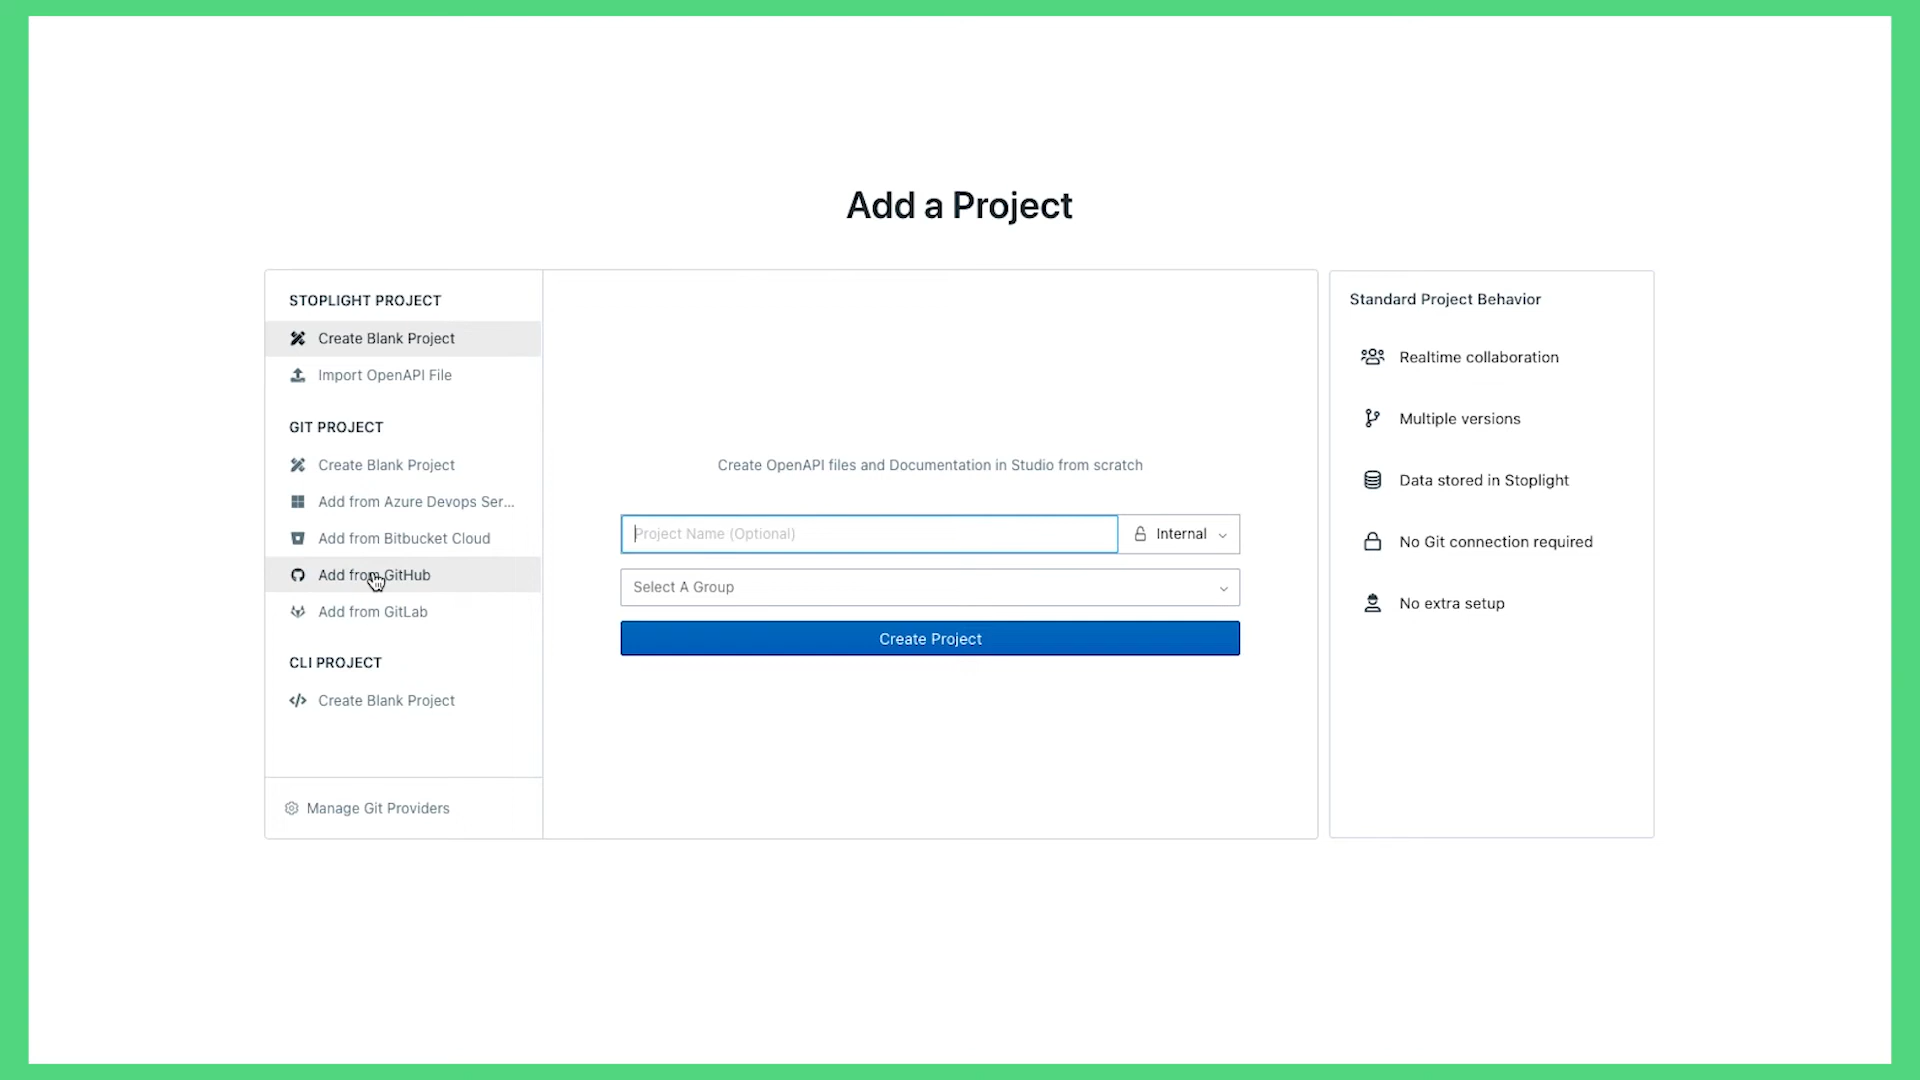 Add a Project
STOPLIGHT PROJECT
Create Blank Project
Import OpenAPI File
GIT PROJECT
Create Blank Project
Add from Azure Devops Ser...
Add from Bitbucket Cloud
Add from GitHub
Add from GitLab
CLI PROJECT
Create Blank Project
Manage Git Providers
Create OpenAPI files and Documentation in Studio from scratch
Project Name (Optional)
Internal
Select A Group
Create Project
Standard Project Behavior
Realtime collaboration
Multiple versions
Data stored in Stoplight
No Git connection required
No extra setup